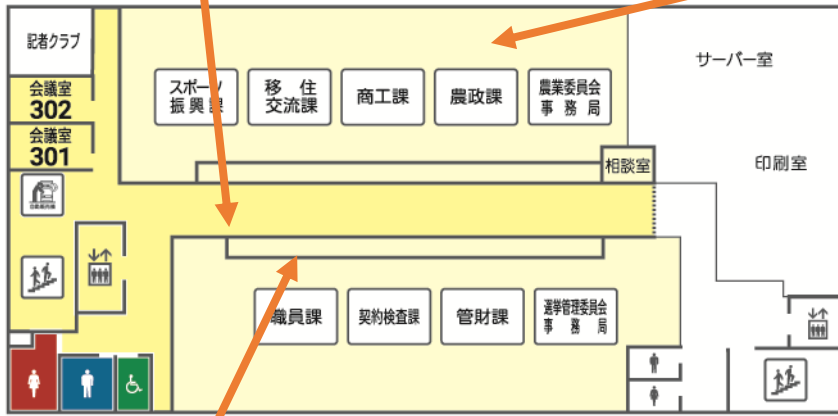 記者クラブ
会議室
302
会議室
301
スポーツ
振興課
移住
交流課
商工課
農政課
農業委員会
事務局
サーバー室
相談室
印刷室
職員課
契約検査課
管財課
選挙管理委員会
事務局